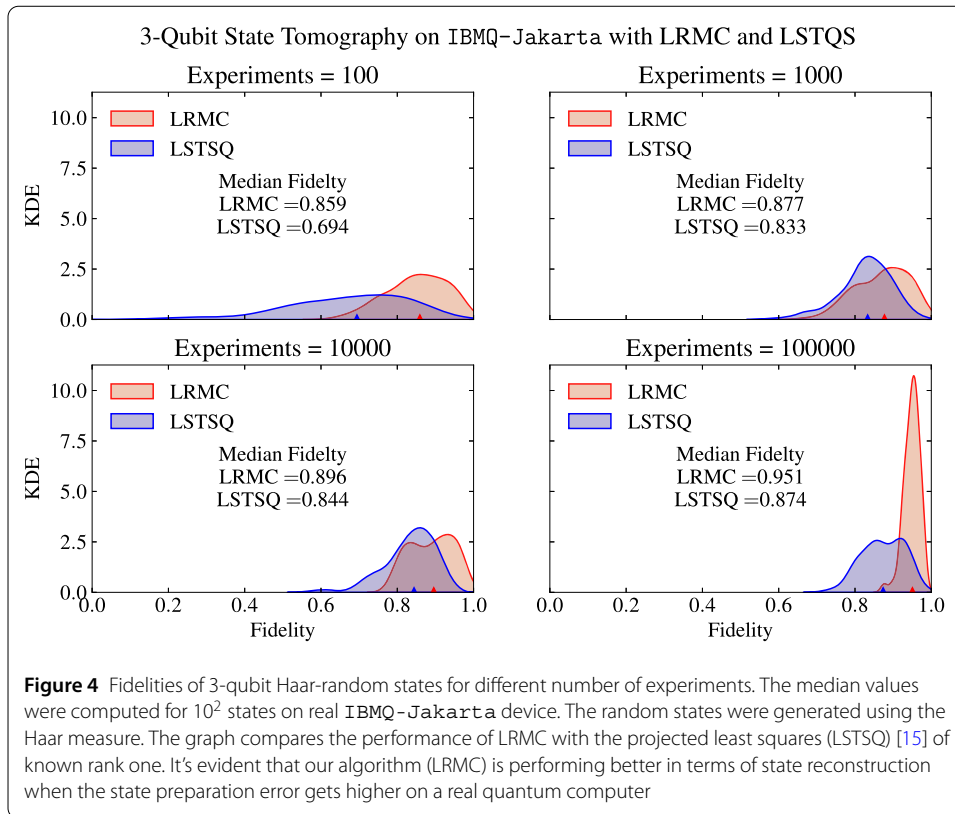 3-Qubit State Tomography on IBMQ-Jakarta with LRMC and LSTQS
Experiments = 100
10.0
7.5
5.0
2.5
0.0
KDE
LRMC
LSTSQ
Median Fidelty
LRMC =0.859
LSTSQ =0.694
Experiments = 1000
LRMC
LSTSQ
Median Fidelty
LRMC =0.877
LSTSQ =0.833
Experiments = 10000
10.0
7.5
5.0
2.5
0.0
KDE
LRMC
LSTSQ
Median Fidelty
LRMC =0.896
LSTSQ =0.844
0.0 0.2 0.4 0.6 0.8 1.0
Fidelity
Experiments = 100000
LRMC
LSTSQ
Median Fidelty
LRMC =0.951
LSTSQ =0.874
0.0 0.2 0.4 0.6 0.8 1.0
Fidelity
Figure 4 Fidelities of 3-qubit Haar-random states for different number of experiments. The median values
were computed for 10² states on real IBMQ-Jakarta device. The random states were generated using the
Haar measure. The graph compares the performance of LRMC with the projected least squares (LSTSQ) [15] of
known rank one. It's evident that our algorithm (LRMC) is performing better in terms of state reconstruction
when the state preparation error gets higher on a real quantum computer